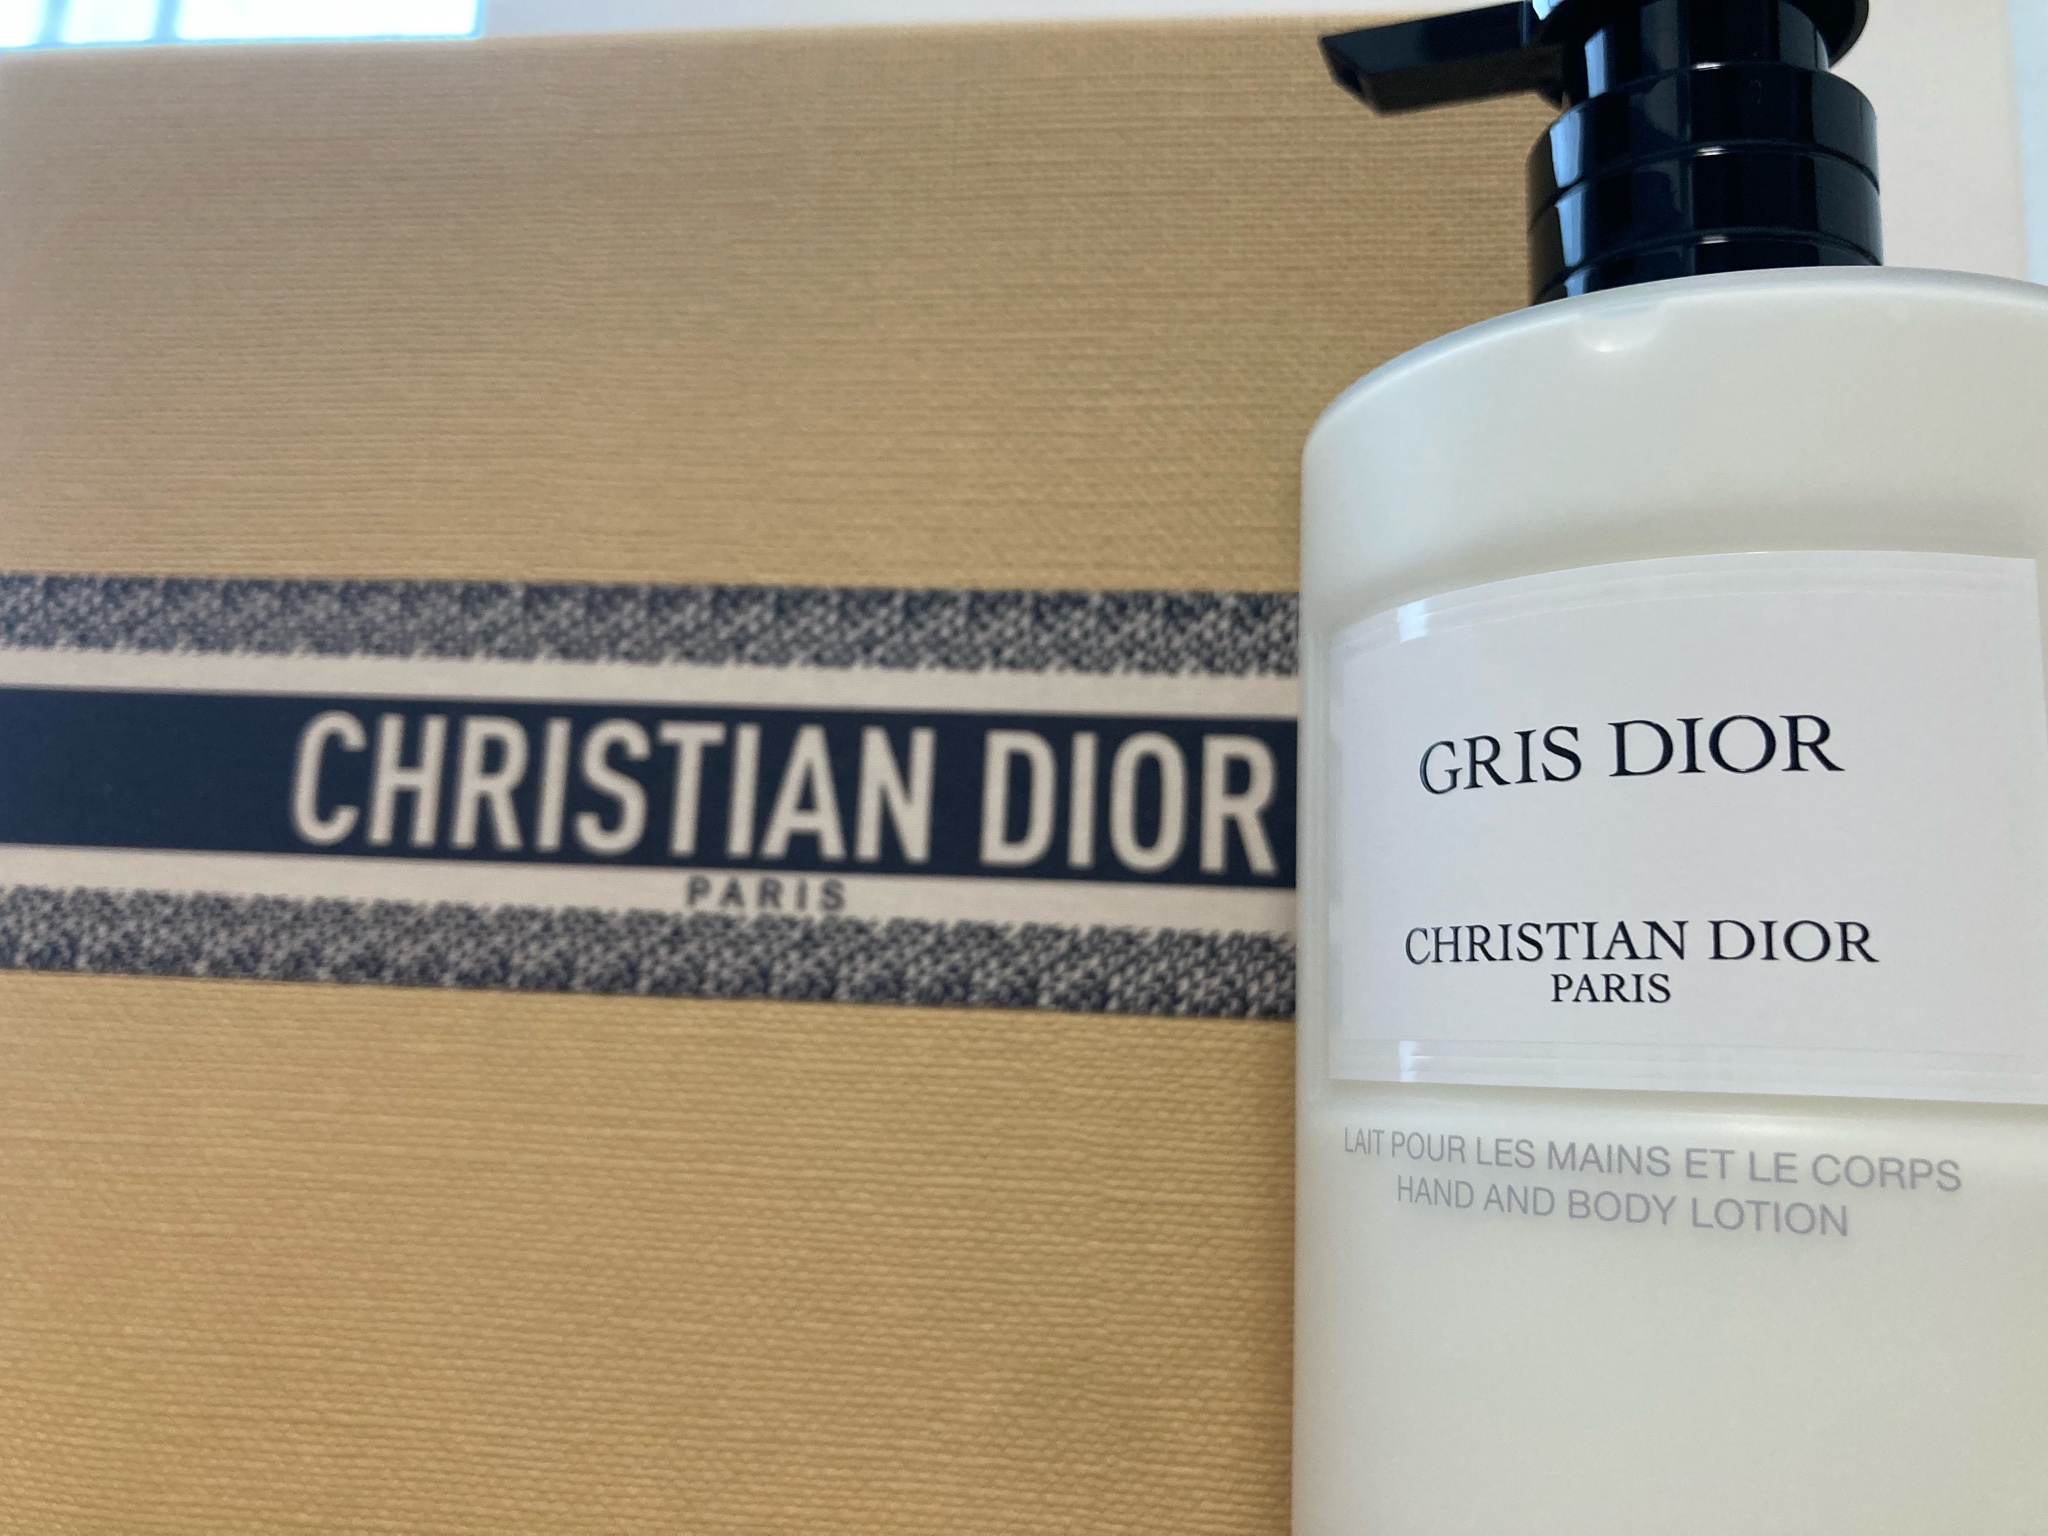 CHRISTIAN DIOR
PARIS
GRIS DIOR
CHRISTIAN DIOR
PARIS
LAIT POUR LES MAINS ET LE CORPS
HAND AND BODY LOTION